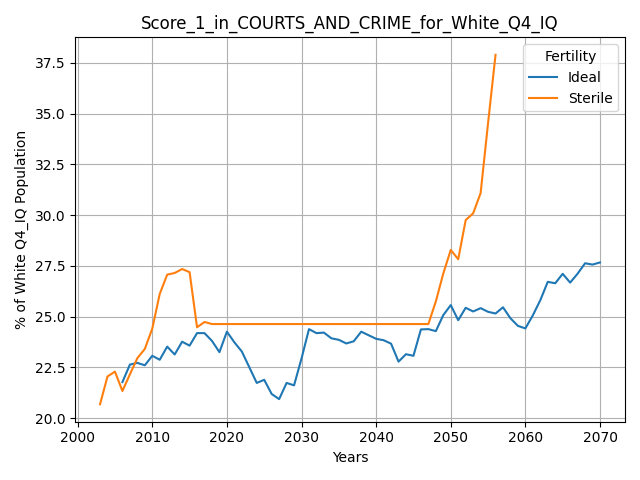 Score_1_in_COURTS_AND_CRIME_for_White_Q4_IQ
% of White Q4_IQ Population
37.5
35.0
32.5
30.0
27.5
25.0
22.5
20.0
Fertility
Ideal
Sterile
2000 2010 2020 2030 2040 2050 2060 2070
Years